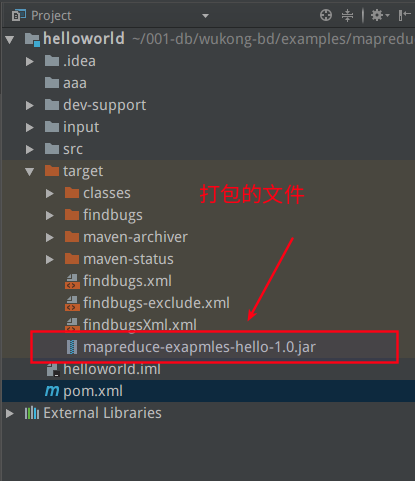 Project
helloworld ~/001-db/wukong-bd/examples/mapredu
.idea
aaa
dev-support
input
src
target
打包的文件
classes
findbugs
maven-archiver
maven-status
findbugs.xml
findbugs-exclude.xml
findbugsXml.xml
mapreduce-exapmles-hello-1.0.jar
helloworld.iml
m pom.xml
External Libraries